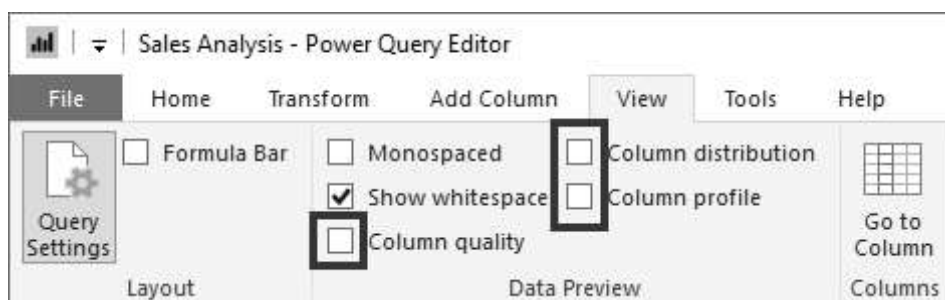 Sales Analysis - Power Query Editor
File Home Transform Add Column View Tools Help
Formula Bar Monospaced Column distribution
Show whitespace Column profile
Query Settings Column quality Go to Column
Layout Data Preview Columns